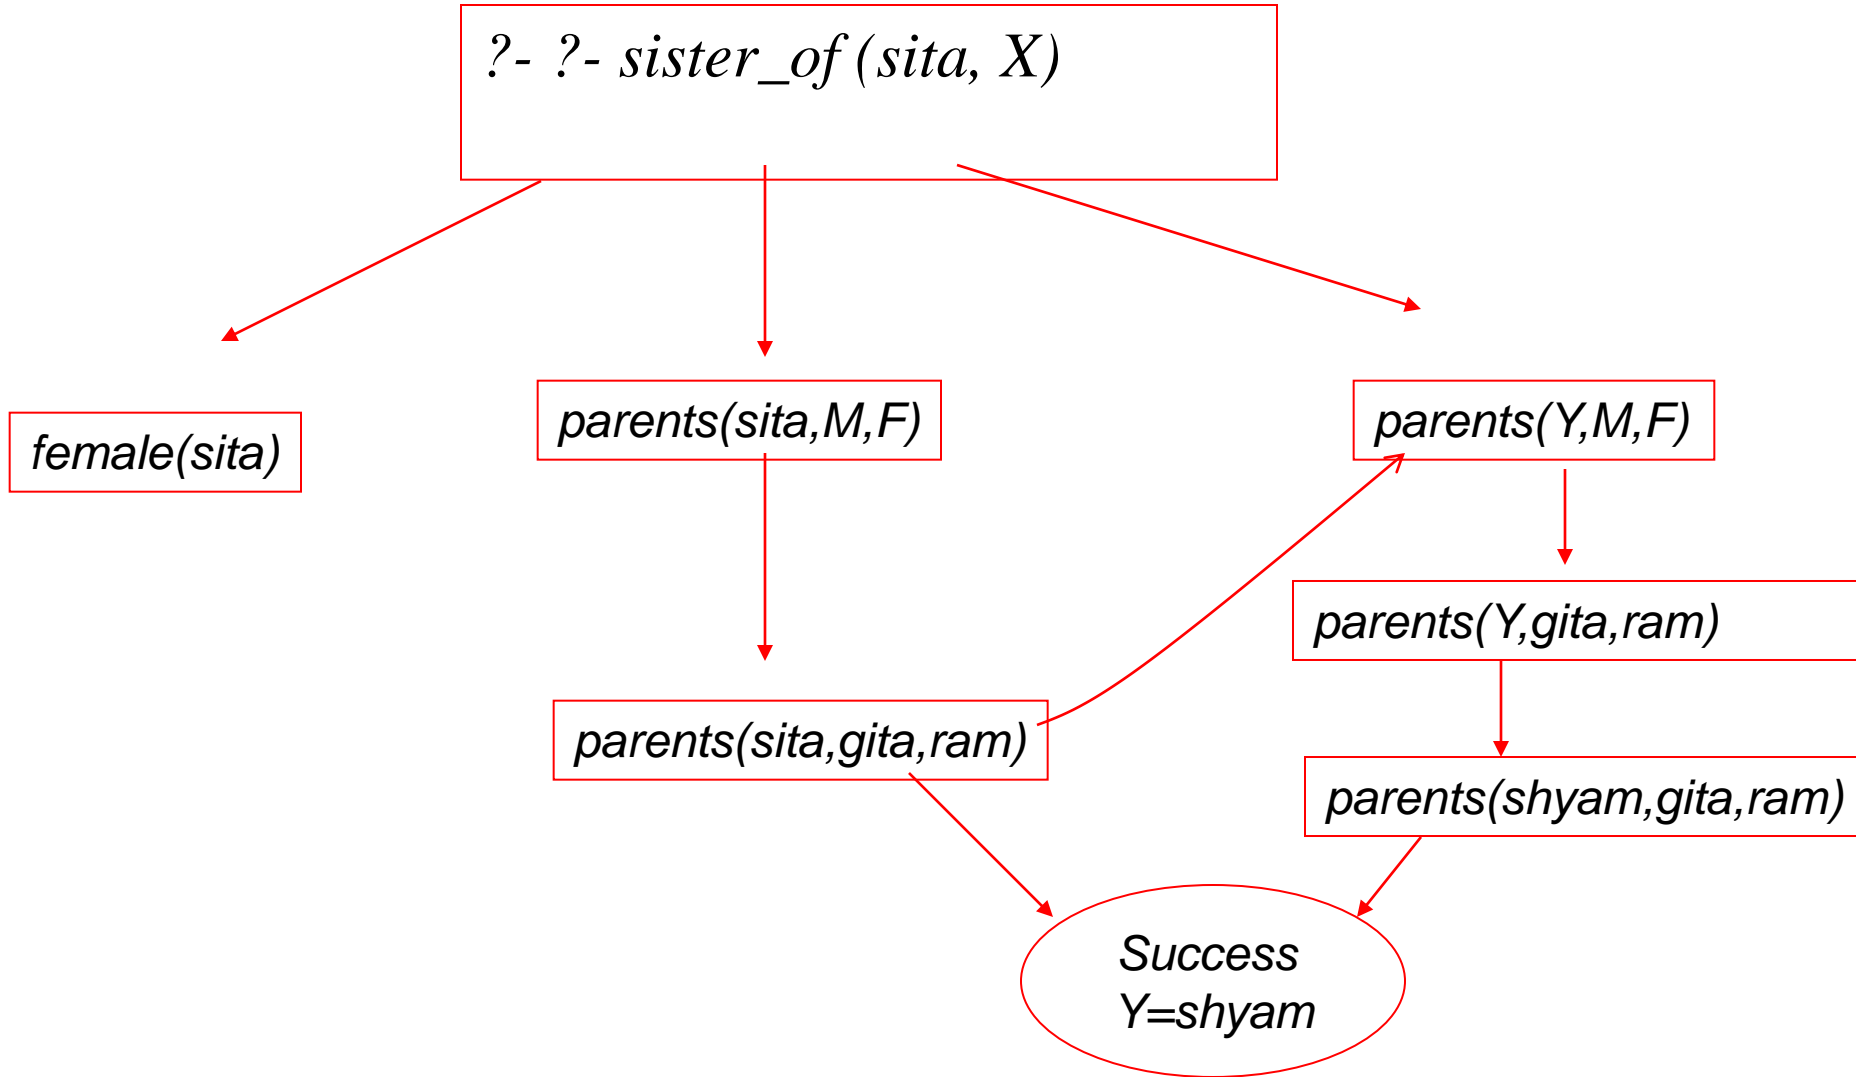 ?- ?- sister_of (sita, X)
female(sita)
parents(sita,M,F)
parents(Y,M,F)
parents(Y,gita,ram)
parents(sita,gita,ram)
parents(shyam,gita,ram)
Success
Y=shyam